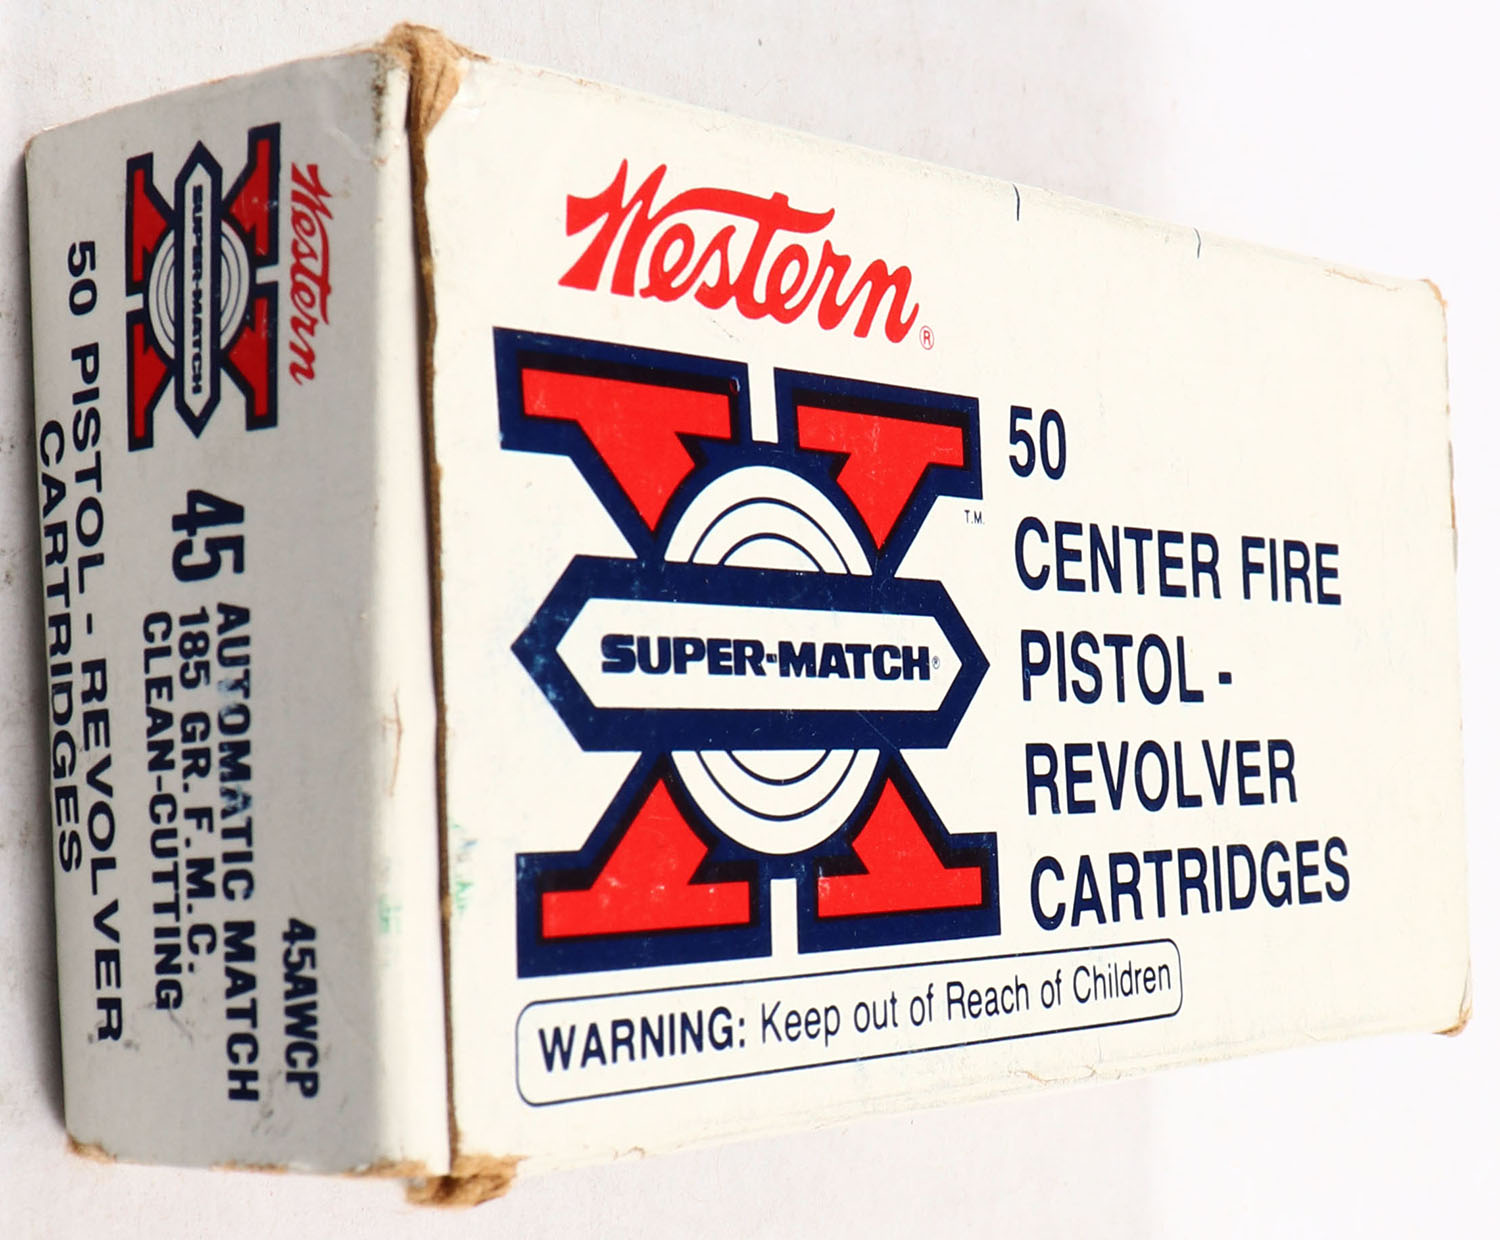 Western®
SUPER-MATCH®
T.M.
50
CENTER FIRE
PISTOL -
REVOLVER
CARTRIDGES
WARNING: Keep out of Reach of Children
Western
SUPER-MATCH
45AWCP
45 AUTOMATIC MATCH
185 GR. F.M.C.
CLEAN-CUTTING
50 PISTOL - REVOLVER
CARTRIDGES